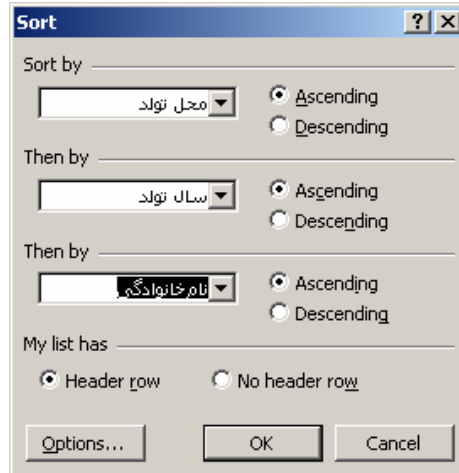 Sort
Sort by
محل تولد
Ascending
Descending
Then by
سال تولد
Ascending
Descending
Then by
نام‌خانوادگی
Ascending
Descending
My list has
Header row No header row
Options... OK Cancel